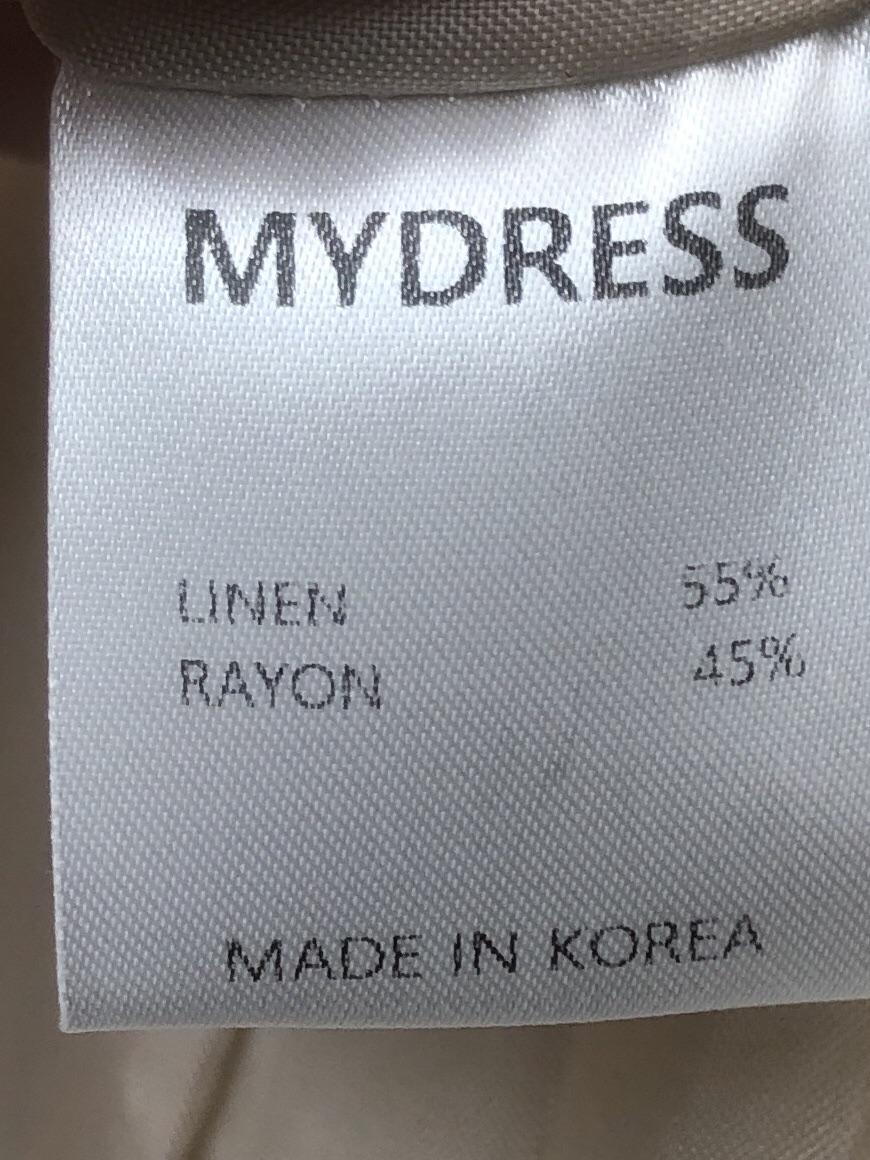 MYDRESS
LINEN 55%
RAYON 45%
MADE IN KOREA